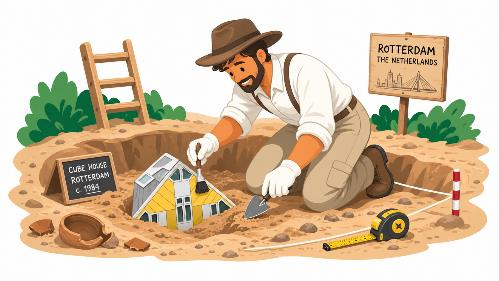 ROTTERDAM
THE NETHERLANDS
CUBE HOUSE
ROTTERDAM
c. 1984